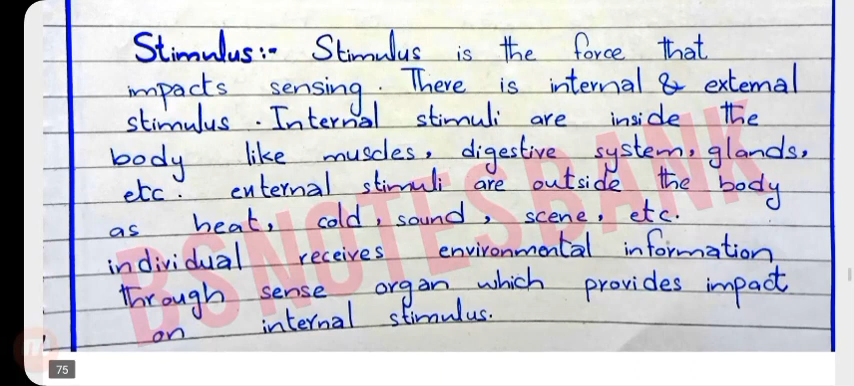 Stimulus:- Stimulus is the force that
impacts sensing. There is internal & external
stimulus. Internal stimuli are inside the
body like muscles, digestive system, glands,
etc. enternal stimuli are outside the body
as heat, cold, sound, scene, etc.
individual receives environmental information
through sense organ which provides impact
on internal stimulus.
BSNOTESBANK
75